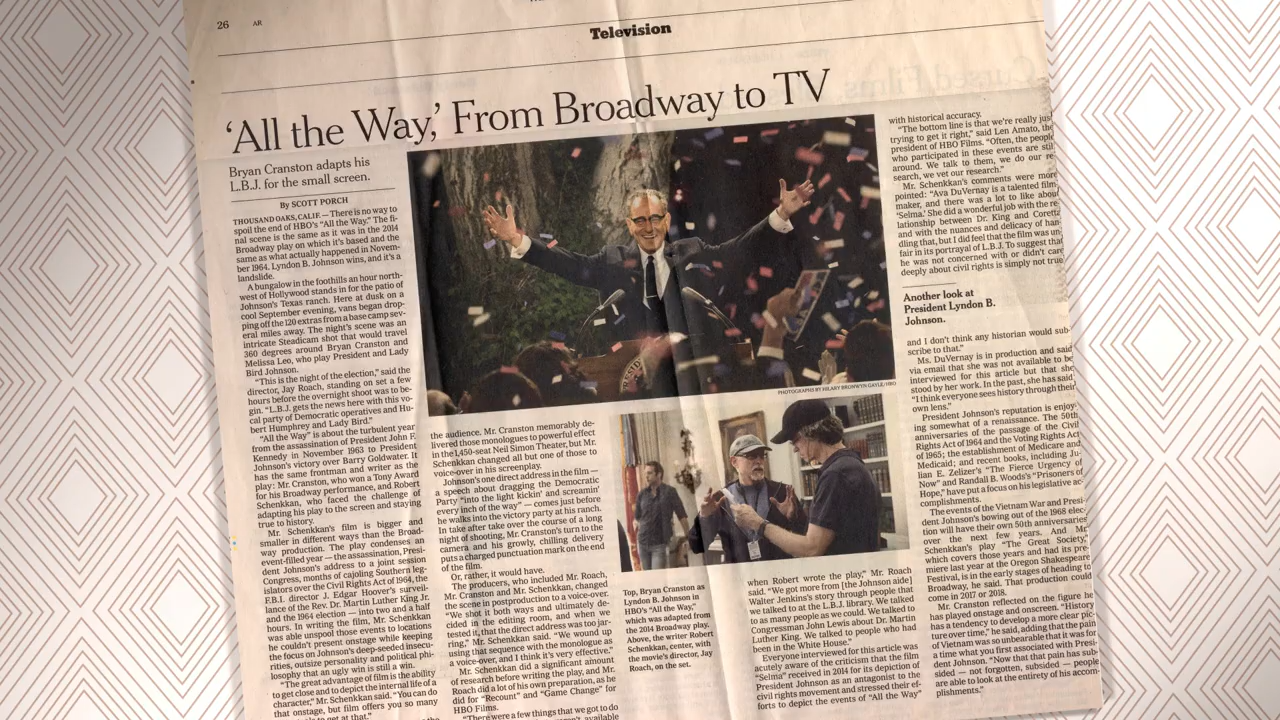 26
AR
Television
'All the Way,' From Broadway to TV
Bryan Cranston adapts his
L.B.J. for the small screen.
By SCOTT PORCH
THOUSAND OAKS, CALIF. — There is no way to
spoil the end of HBO's "All the Way." The fi-
nal scene is the same as it was in the 2014
Broadway play on which it's based and the
same as what actually happened in Novem-
ber 1964. Lyndon B. Johnson wins, and it's a
landslide.
A bungalow in the foothills an hour north-
west of Hollywood stands in for the patio of
Johnson's Texas ranch. Here at dusk on a
cool September evening, vans began drop-
ping off the 120 extras from a base camp sev-
eral miles away. The night's scene was an
intricate Steadicam shot that would travel
360 degrees around Bryan Cranston and
Melissa Leo, who play President and Lady
Bird Johnson.
"This is the night of the election," said the
director, Jay Roach, standing on set a few
hours before the overnight shoot was to be-
gin. "L.B.J. gets the news here with this vo-
cal party of Democratic operatives and Hu-
bert Humphrey and Lady Bird."
"All the Way" is about the turbulent year
from the assassination of President John F.
Kennedy in November 1963 to President
Johnson's victory over Barry Goldwater. It
has the same frontman and writer as the
play: Mr. Cranston, who won a Tony Award
for his Broadway performance, and Robert
Schenkkan, who faced the challenge of
adapting his play to the screen and staying
true to history.
Mr. Schenkkan's film is bigger and
smaller in different ways than the Broad-
way production. The play condenses an
event-filled year — the assassination, Presi-
dent Johnson's address to a joint session
Congress, months of cajoling Southern leg-
islators over the Civil Rights Act of 1964, the
F.B.I. director J. Edgar Hoover's surveil-
lance of the Rev. Dr. Martin Luther King Jr.
and the 1964 election — into two and a half
hours. In writing the film, Mr. Schenkkan
was able unspool those events to locations
he couldn't present onstage while keeping
the focus on Johnson's deep-seeded insecu-
rities, outsize personality and political phi-
losophy that an ugly win is still a win.
"The great advantage of film is the ability
to get close and to depict the internal life of a
character," Mr. Schenkkan said. "You can do
that onstage, but film offers you so many
to get at that."
the audience. Mr. Cranston memorably de-
livered those monologues to powerful effect
in the 1,450-seat Neil Simon Theater, but Mr.
Schenkkan changed all but one of those to
voice-over in his screenplay.
Johnson's one direct address in the film —
a speech about dragging the Democratic
Party "into the light kickin' and screamin'
every inch of the way" — comes just before
he walks into the victory party at his ranch.
In take after take over the course of a long
night of shooting, Mr. Cranston's turn to the
camera and his growly, chilling delivery
puts a charged punctuation mark on the end
of the film.
Or, rather, it would have.
The producers, who included Mr. Roach,
Mr. Cranston and Mr. Schenkkan, changed
the scene in postproduction to a voice-over.
"We shot it both ways and ultimately de-
cided in the editing room, and when we
tested it, that the direct address was too jar-
ring," Mr. Schenkkan said. "We wound up
using that sequence with the monologue as
a voice-over, and I think it's very effective."
Mr. Schenkkan did a significant amount
of research before writing the play, and Mr.
Roach did a lot of his own preparation, as he
did for "Recount" and "Game Change" for
HBO Films.
"There were a few things that we got to do
available
PHOTOGRAPHS BY HILARY BRONWYN GAYLE/HBO
Top, Bryan Cranston as
Lyndon B. Johnson in
HBO's "All the Way,"
which was adapted from
the 2014 Broadway play.
Above, the writer Robert
Schenkkan, center, with
the movie's director, Jay
Roach, on the set.
when Robert wrote the play," Mr. Roach
said. "We got more from [the Johnson aide]
Walter Jenkins's story through people that
we talked to at the L.B.J. library. We talked
to as many people as we could. We talked to
Congressman John Lewis about Dr. Martin
Luther King. We talked to people who had
been in the White House."
Everyone interviewed for this article was
acutely aware of the criticism that the film
"Selma" received in 2014 for its depiction of
President Johnson as an antagonist to the
civil rights movement and stressed their ef-
forts to depict the events of "All the Way"
with historical accuracy.
"The bottom line is that we're really just
trying to get it right," said Len Amato, the
president of HBO Films. "Often, the people
who participated in these events are still
around. We talk to them, we do our re-
search, we vet our research."
Mr. Schenkkan's comments were more
pointed: "Ava DuVernay is a talented film-
maker, and there was a lot to like about
'Selma.' She did a wonderful job with the re-
lationship between Dr. King and Coretta
and with the nuances and delicacy of han-
dling that, but I did feel that the film was un-
fair in its portrayal of L.B.J. To suggest that
he was not concerned with or didn't care
deeply about civil rights is simply not true
Another look at
President Lyndon B.
Johnson.
and I don't think any historian would sub-
scribe to that."
Ms. DuVernay is in production and said
via email that she was not available to be
interviewed for this article but that she
stood by her work. In the past, she has said,
"I think everyone sees history through their
own lens."
President Johnson's reputation is enjoy-
ing somewhat of a renaissance. The 50th
anniversaries of the passage of the Civil
Rights Act of 1964 and the Voting Rights Act
of 1965; the establishment of Medicare and
Medicaid; and recent books, including Ju-
lian E. Zelizer's "The Fierce Urgency of
Now" and Randall B. Woods's "Prisoners of
Hope," have put a focus on his legislative ac-
complishments.
The events of the Vietnam War and Presi-
dent Johnson's bowing out of the 1968 elec-
tion will have their own 50th anniversaries
over the next few years. And Mr.
Schenkkan's play "The Great Society,"
which covers those years and had its pre-
miere last year at the Oregon Shakespeare
Festival, is in the early stages of heading to
Broadway, he said. That production could
come in 2017 or 2018.
Mr. Cranston reflected on the figure he
has played onstage and onscreen. "History
has a tendency to develop a more clear pic-
ture over time," he said, adding that the pain
of Vietnam was so unbearable that it was for
a time what you first associated with Presi-
dent Johnson. "Now that that pain has sub-
sided — not forgotten, subsided — people
are able to look at the entirety of his accom-
plishments."